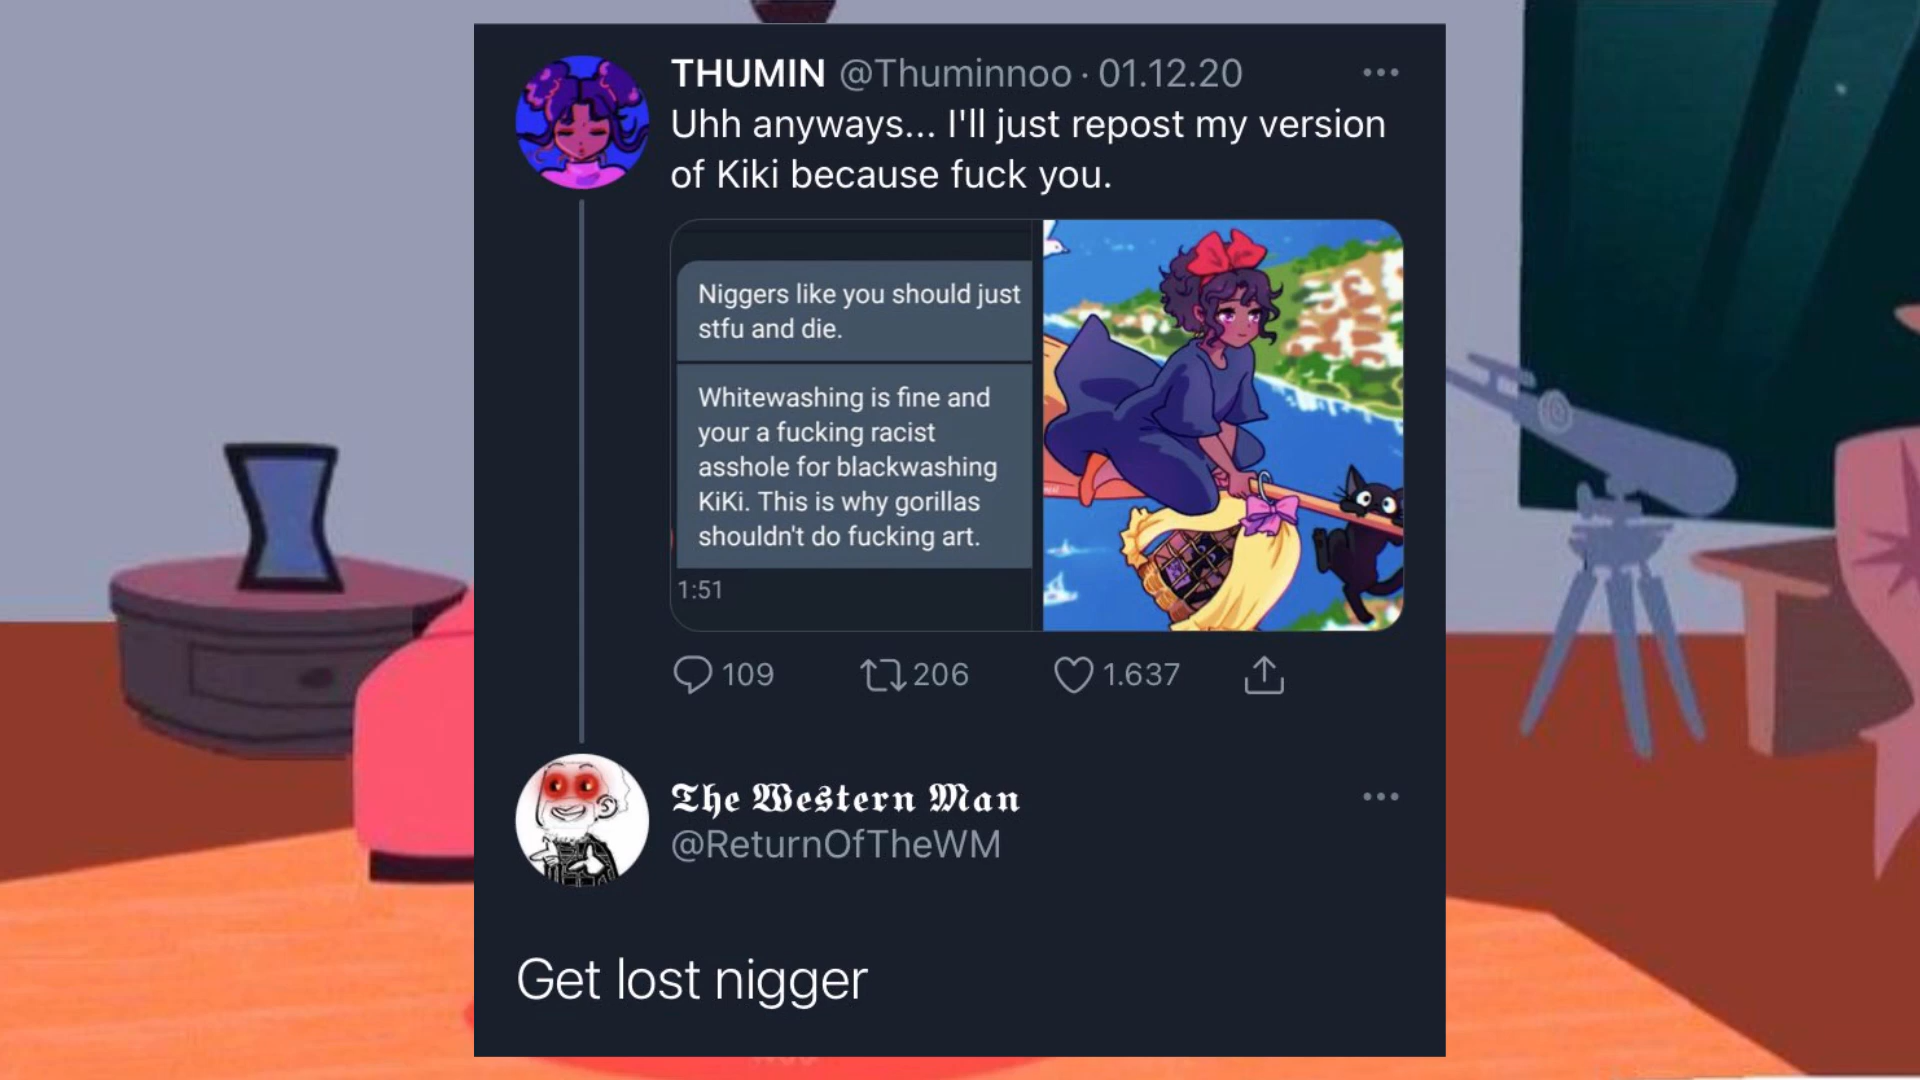 THUMIN @Thuminnoo · 01.12.20
Uhh anyways... I'll just repost my version
of Kiki because fuck you.
Niggers like you should just
stfu and die.
Whitewashing is fine and
your a fucking racist
asshole for blackwashing
KiKi. This is why gorillas
shouldn't do fucking art.
1:51
109 206 1.637
The Western Man
@ReturnOfTheWM
Get lost nigger